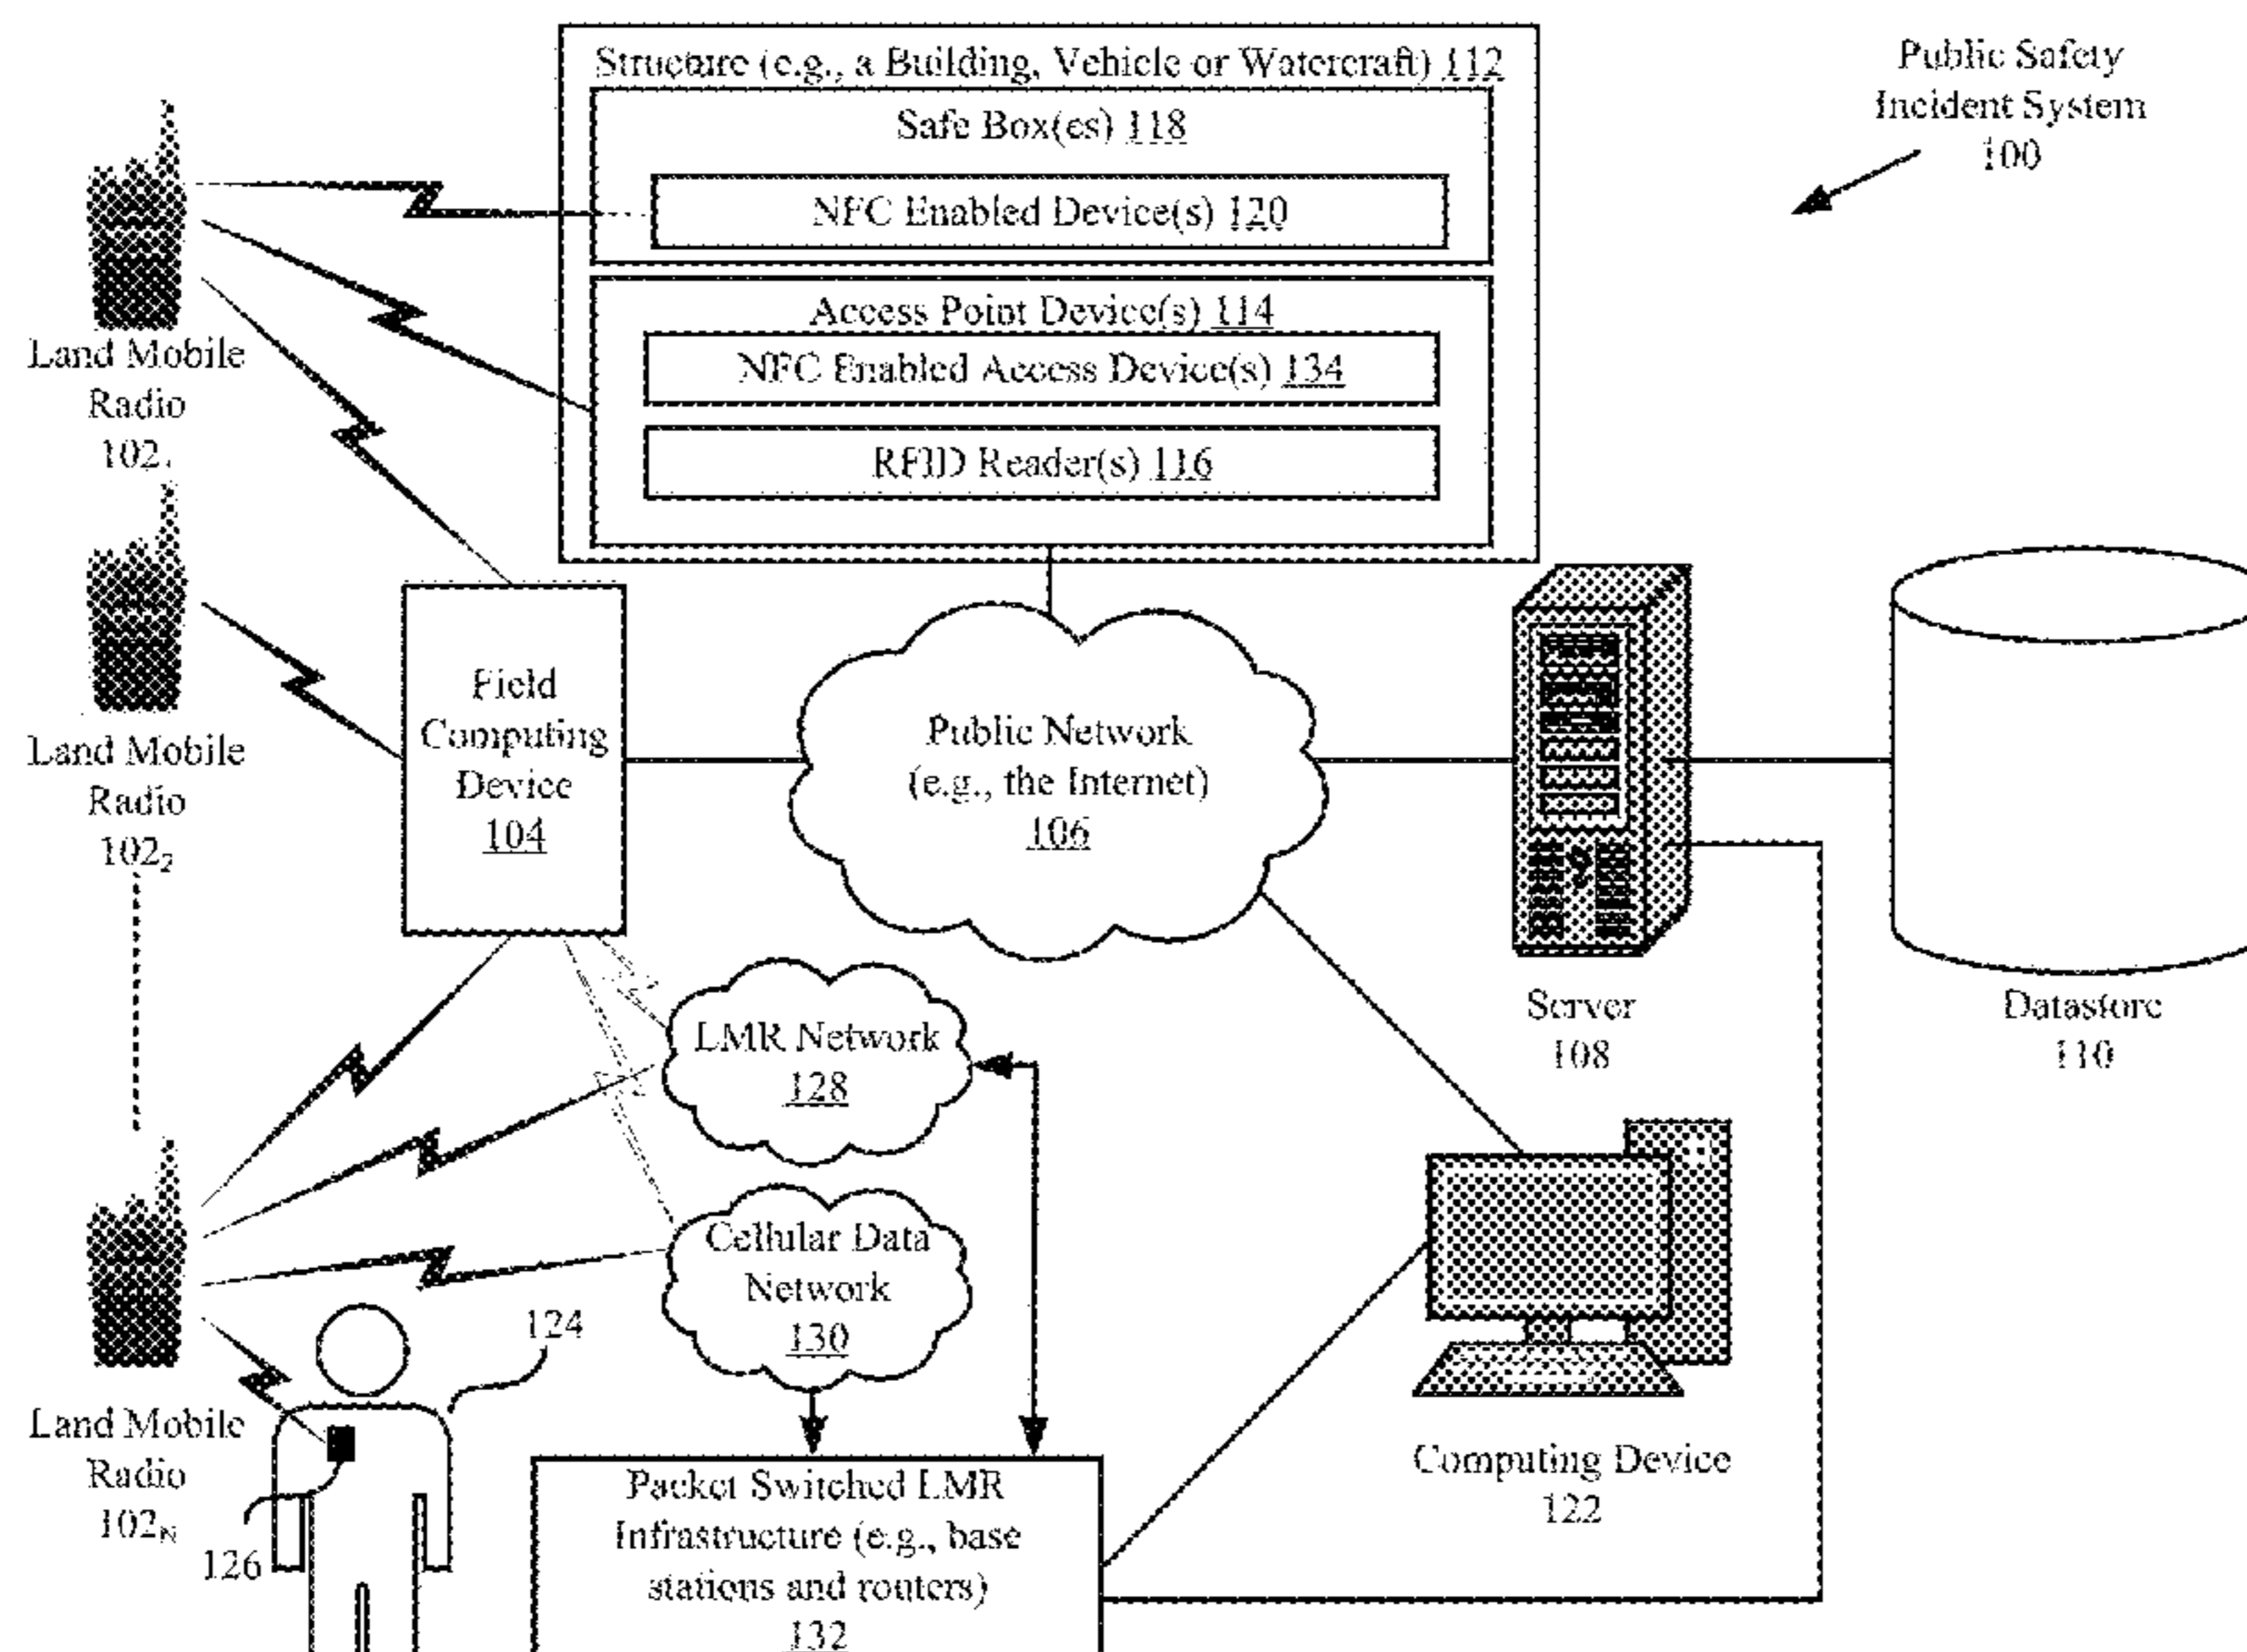 Structure (e.g., a Building, Vehicle or Watercraft) 112
Safe Box(es) 118
NFC Enabled Device(s) 120
Access Point Device(s) 114
NFC Enabled Access Device(s) 134
RFID Reader(s) 116
Public Safety
Incident System
100
Land Mobile
Radio
102₁
Land Mobile
Radio
102₂
Field
Computing
Device
104
Public Network
(e.g., the Internet)
106
Server
108
Datastore
110
LMR Network
128
Cellular Data
Network
130
124
Land Mobile
Radio
102N
126
Packet Switched LMR
Infrastructure (e.g., base
stations and routers)
132
Computing Device
122